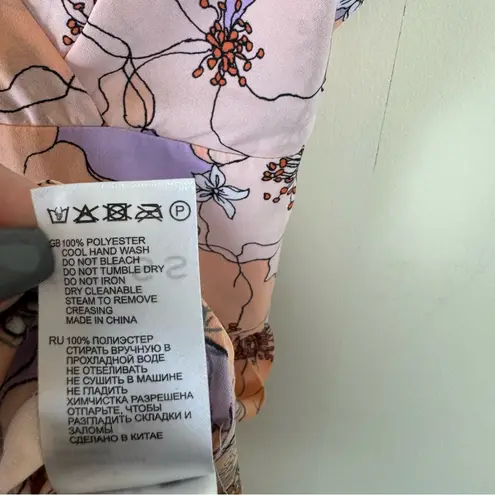 P
GB 100% POLYESTER
COOL HAND WASH
DO NOT BLEACH
DO NOT TUMBLE DRY
DO NOT IRON
DRY CLEANABLE
STEAM TO REMOVE
CREASING
MADE IN CHINA
RU 100% ПОЛИЭСТЕР
СТИРАТЬ ВРУЧНУЮ В
ПРОХЛАДНОЙ ВОДЕ
НЕ ОТБЕЛИВАТЬ
НЕ СУШИТЬ В МАШИНЕ
НЕ ГЛАДИТЬ
ХИМЧИСТКА РАЗРЕШЕНА
ОТПАРЬТЕ, ЧТОБЫ
РАЗГЛАДИТЬ СКЛАДКИ И
ЗАЛОМЫ
СДЕЛАНО В КИТАЕ